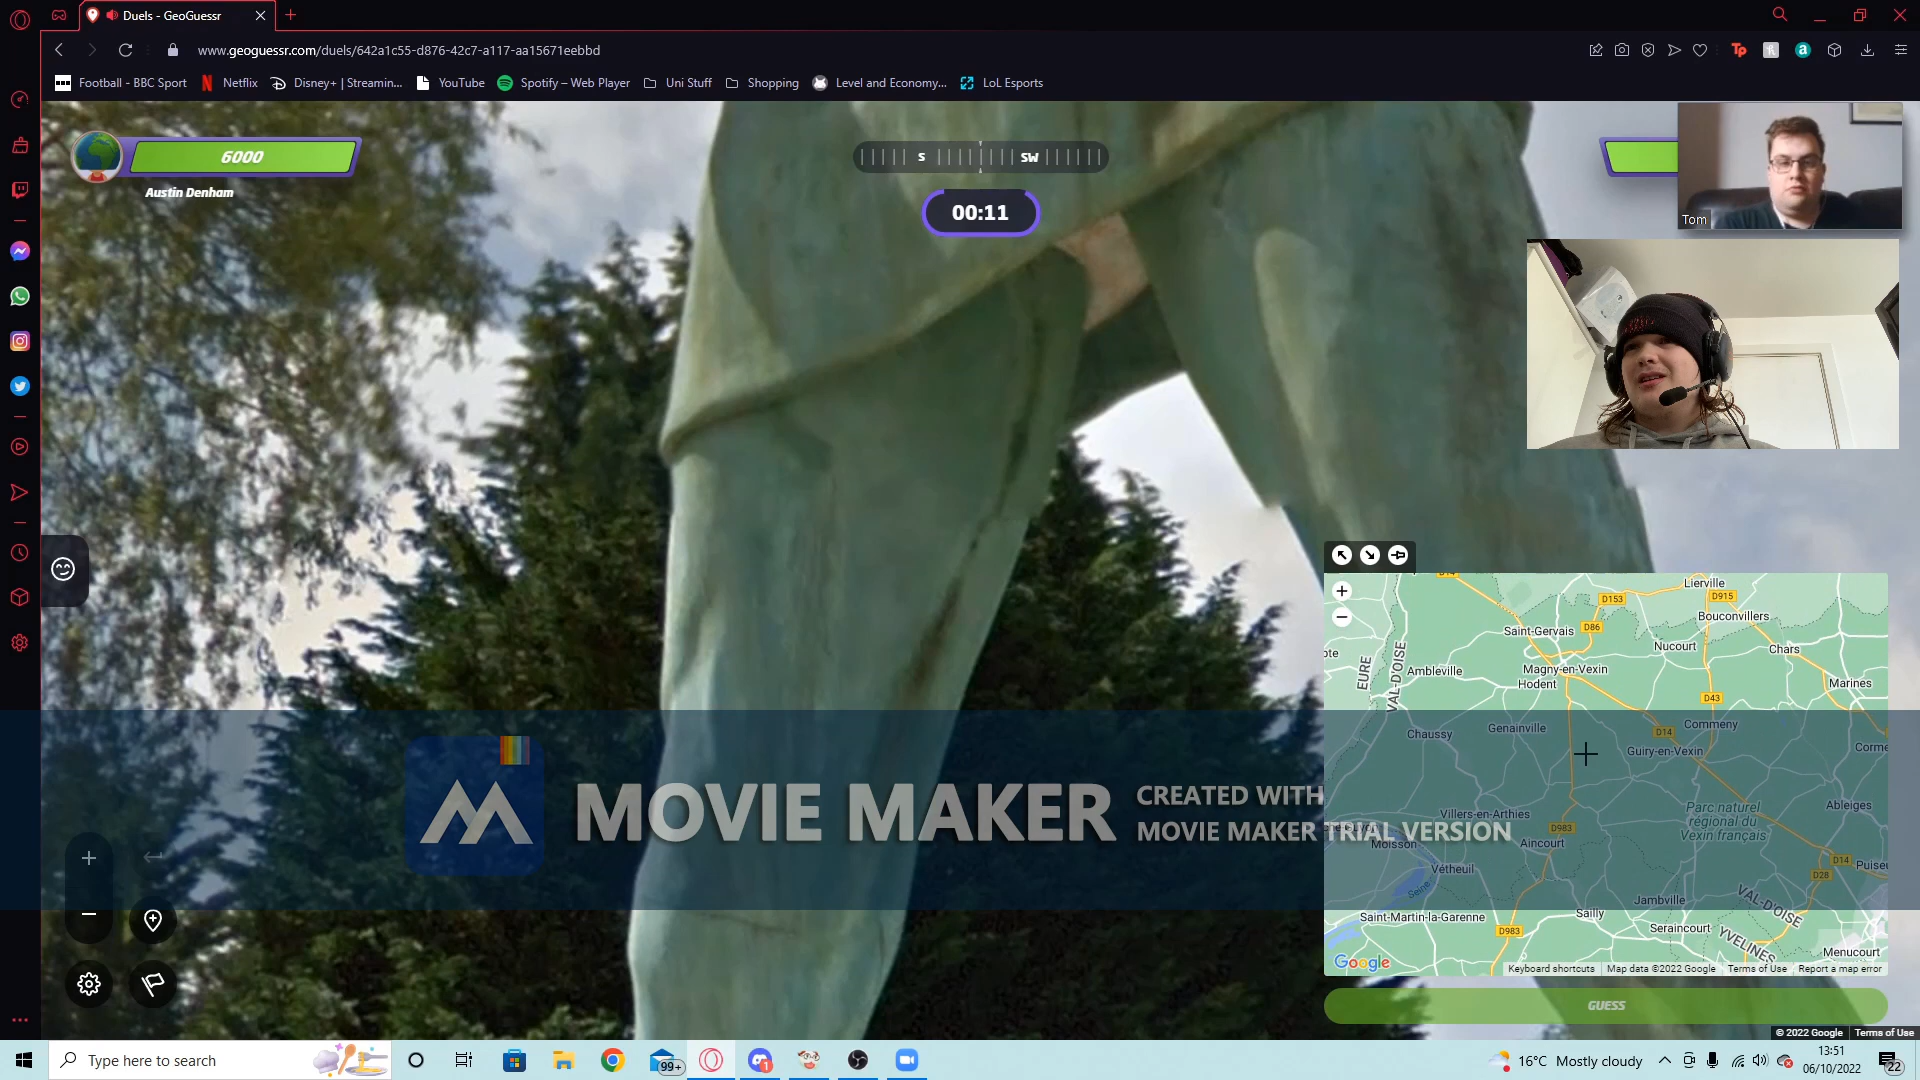 Duels - GeoGuessr
www.geoguessr.com/duels/642a1c55-d876-42c7-a117-aa15671eebbd
Football - BBC Sport
Netflix
Disney+ | Streamin...
YouTube
Spotify – Web Player
Uni Stuff
Shopping
Level and Economy...
LoL Esports
6000
Austin Denham
S
SW
00:11
Tom
Lierville
D153
D915
Bouconvillers
Saint-Gervais
D86
Nucourt
Chars
EURE
VAL-D'OISE
Ambleville
Magny-en-Vexin
Hodent
Marines
D43
Genainville
Commeny
Chaussy
D14
Guiry-en-Vexin
Villers-en-Arthies
Parc naturel
régional du
Vexin français
Ableiges
D983
Aincourt
Moisson
Vétheuil
D14
D28
Seine
VAL-D'OISE
Saint-Martin-la-Garenne
Sailly
Jambville
D983
Seraincourt
YVELINES
Menucourt
Google
Keyboard shortcuts
Map data ©2022 Google
Terms of Use
Report a map error
MOVIE MAKER
CREATED WITH
MOVIE MAKER TRIAL VERSION
GUESS
© 2022 Google
Terms of Use
Type here to search
99+
1
16°C Mostly cloudy
13:51
06/10/2022
22